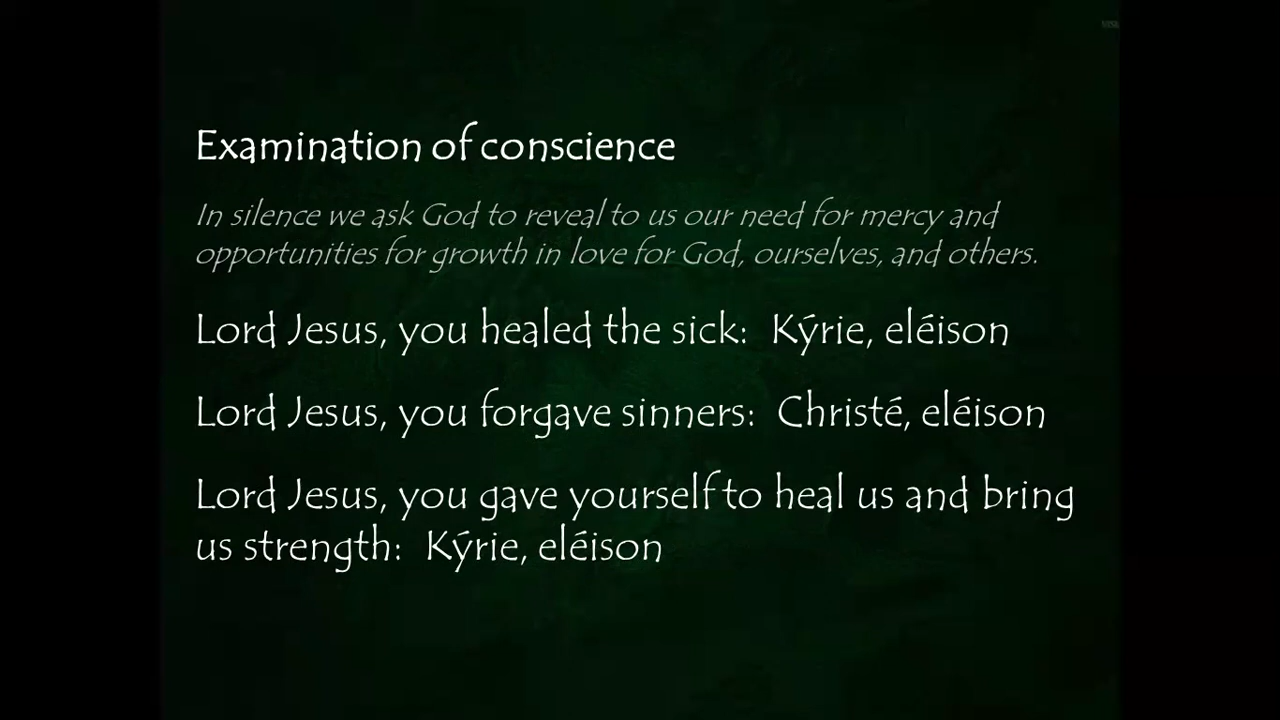 Examination of conscience
In silence we ask God to reveal to us our need for mercy and
opportunities for growth in love for God, ourselves, and others.
Lord Jesus, you healed the sick:  Kýrie, eléison
Lord Jesus, you forgave sinners:  Christé, eléison
Lord Jesus, you gave yourself to heal us and bring
us strength:  Kýrie, eléison